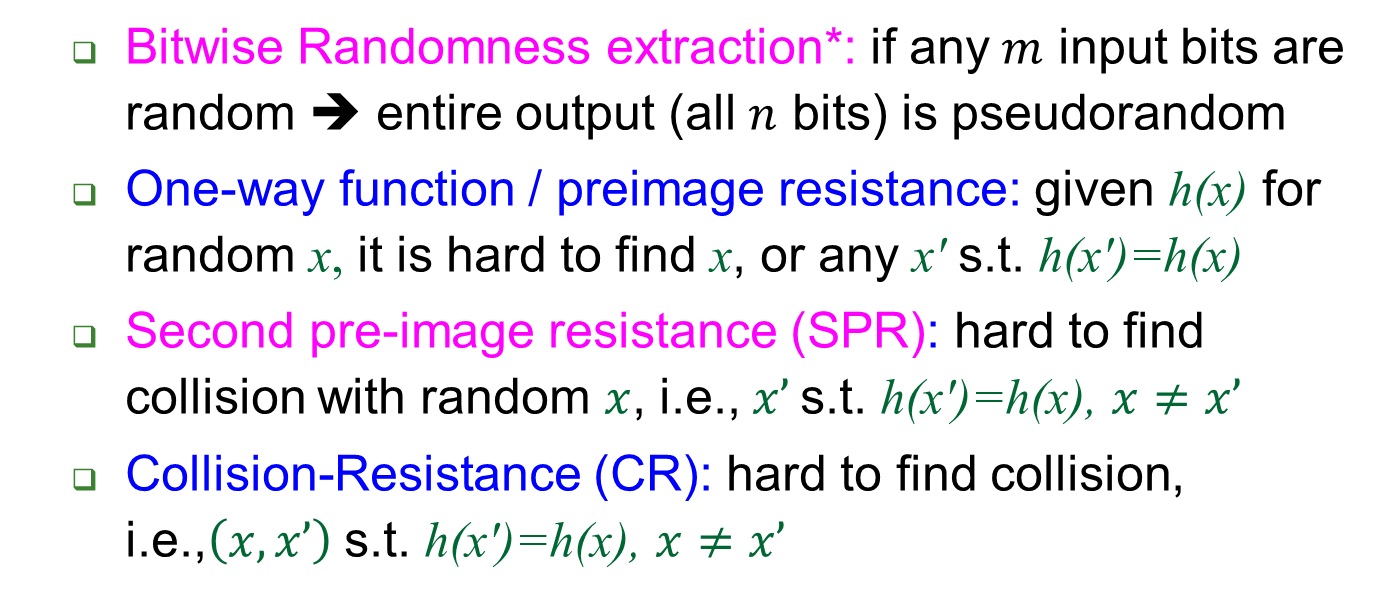 ❑ Bitwise Randomness extraction*: if any m input bits are
random ➔ entire output (all n bits) is pseudorandom
❑ One-way function / preimage resistance: given h(x) for
random x, it is hard to find x, or any x' s.t. h(x')=h(x)
❑ Second pre-image resistance (SPR): hard to find
collision with random x, i.e., x’ s.t. h(x')=h(x), x ≠ x’
❑ Collision-Resistance (CR): hard to find collision,
i.e.,(x, x’) s.t. h(x')=h(x), x ≠ x’